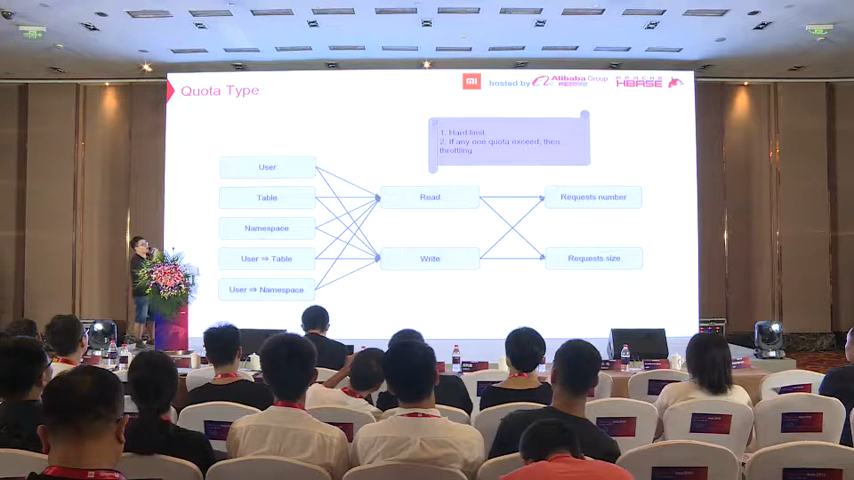 Quota Type
mi
hosted by
Alibaba Group
HBASE
1. Hard limit
2. If any one quota exceed, then
throttling
User
Table
Namespace
User ⇒ Table
User ⇒ Namespace
Read
Write
Requests number
Requests size